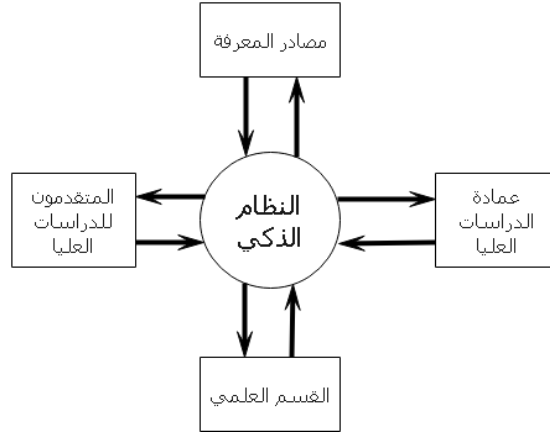 مصادر المعرفة
عمادة
الدراسات
العليا
النظام
الذكي
المتقدمون
للدراسات
العليا
القسم العلمي